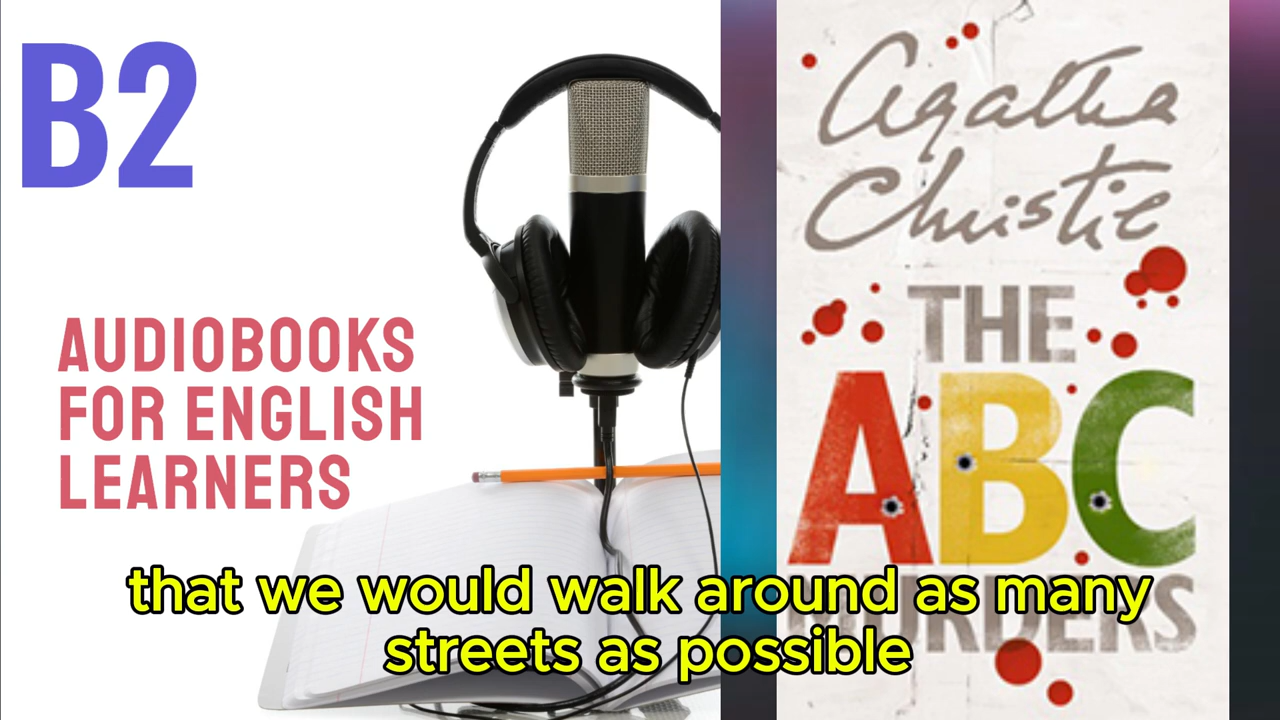 B2
AUDIOBOOKS
FOR ENGLISH
LEARNERS
Agatha
Christie
THE
ABC
MURDERS
that we would walk around as many
streets as possible